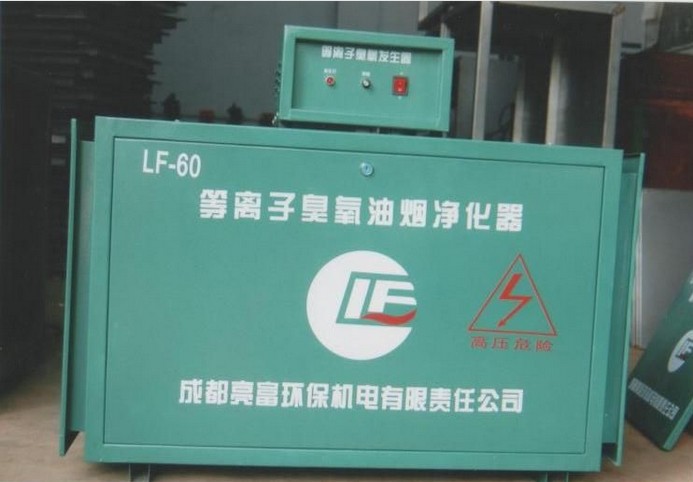 等离子臭氧发生器
LF-60
等离子臭氧油烟净化器
LF
高压危险
成都亮富环保机电有限责任公司